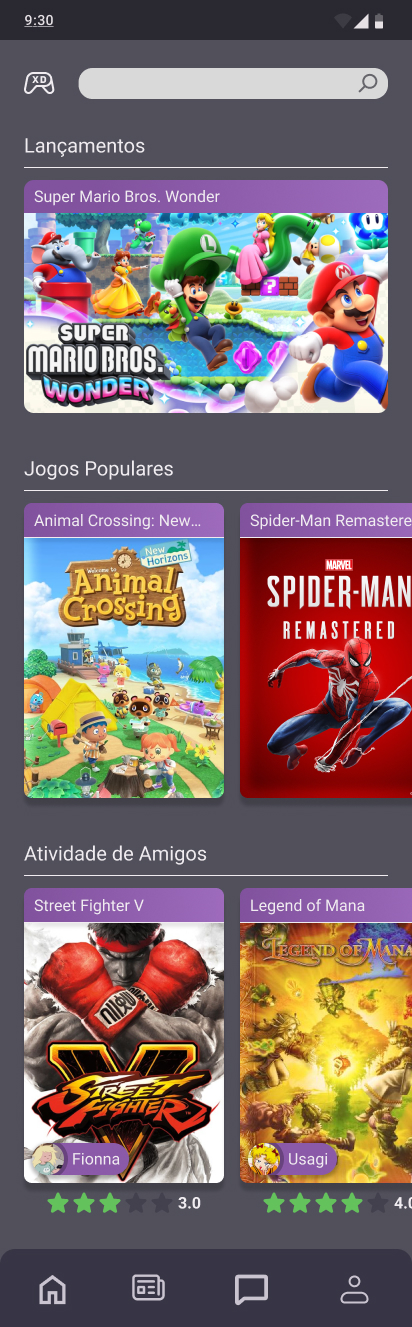 9:30
XD
Lançamentos
Super Mario Bros. Wonder
L
M
?
SUPER
MARIO BROS.
WONDER
Jogos Populares
Animal Crossing: New...
Spider-Man Remastere
New
Horizons
Welcome to
Animal
Crossing
MARVEL
SPIDER-MAN
REMASTERED
Atividade de Amigos
Street Fighter V
Legend of Mana
LEGEND OF MANA
V
STREET
FIGHTER
Fionna
Usagi
3.0
4.0